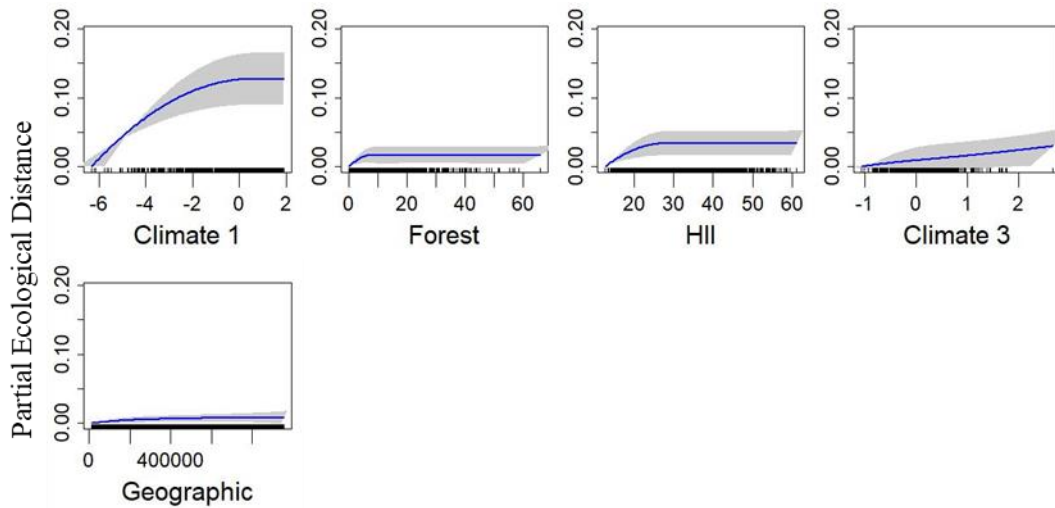 Partial Ecological Distance
0.00 0.10 0.20
-6 -4 -2 0 2
Climate 1
0.00 0.10 0.20
0 20 40 60
Forest
0.00 0.10 0.20
20 30 40 50 60
HII
0.00 0.10 0.20
-1 0 1 2
Climate 3
0.00 0.10 0.20
0 400000
Geographic